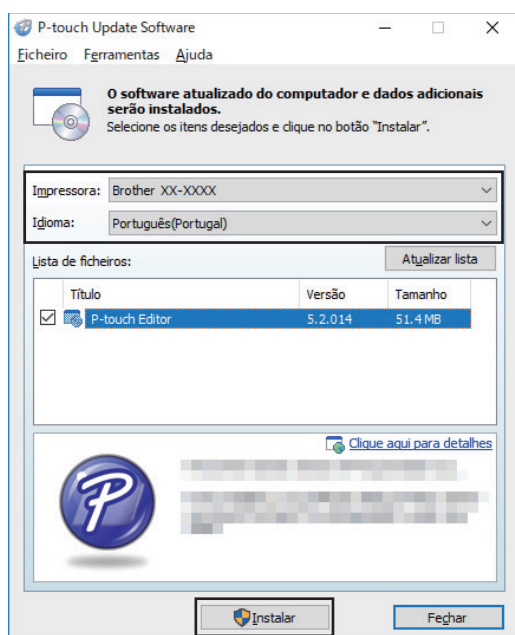 P-touch Update Software
Ficheiro Ferramentas Ajuda
O software atualizado do computador e dados adicionais
serão instalados.
Selecione os itens desejados e clique no botão "Instalar".
Impressora: Brother XX-XXXX
Idioma: Português(Portugal)
Lista de ficheiros: Atualizar lista
Título Versão Tamanho
P-touch Editor 5.2.014 51.4 MB
Clique aqui para detalhes
P
Instalar Fechar